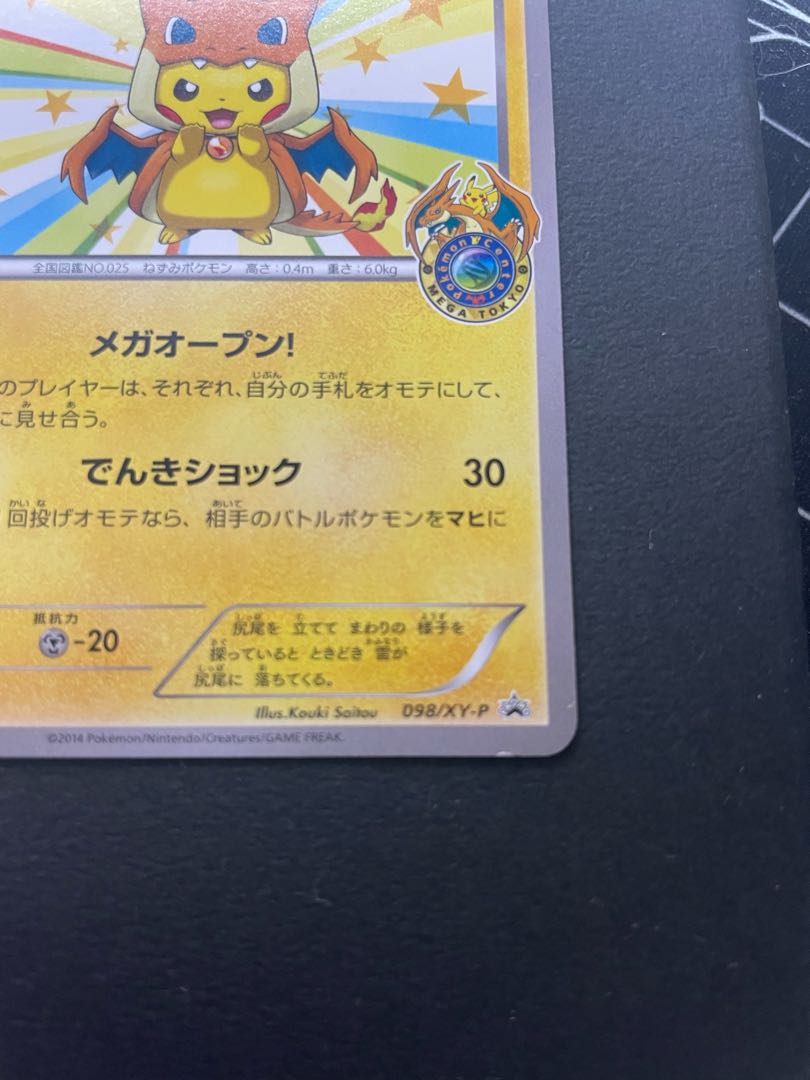 全国図鑑NO.025 ねずみポケモン 高さ:0.4m 重さ:6.0kg
Pokémon Center
MEGA TOKYO
メガオープン!
のプレイヤーは、それぞれ、自分の手札をオモテにして、
に見せ合う。
でんきショック 30
回投げオモテなら、相手のバトルポケモンをマヒに
抵抗力
-20
尻尾を 立てて まわりの 様子を
探っていると ときどき 雷が
尻尾に 落ちてくる。
Illus.Kouki Saitou 098/XY-P
©2014 Pokémon/Nintendo/Creatures/GAME FREAK.